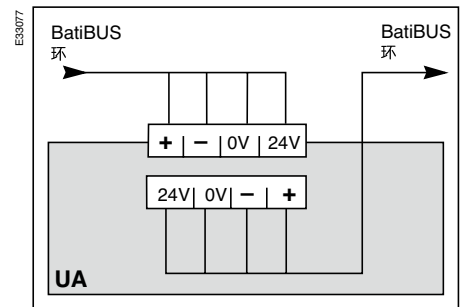 E33077
BatiBUS
环
BatiBUS
环
+ | − | 0V | 24V
24V | 0V | − | +
UA